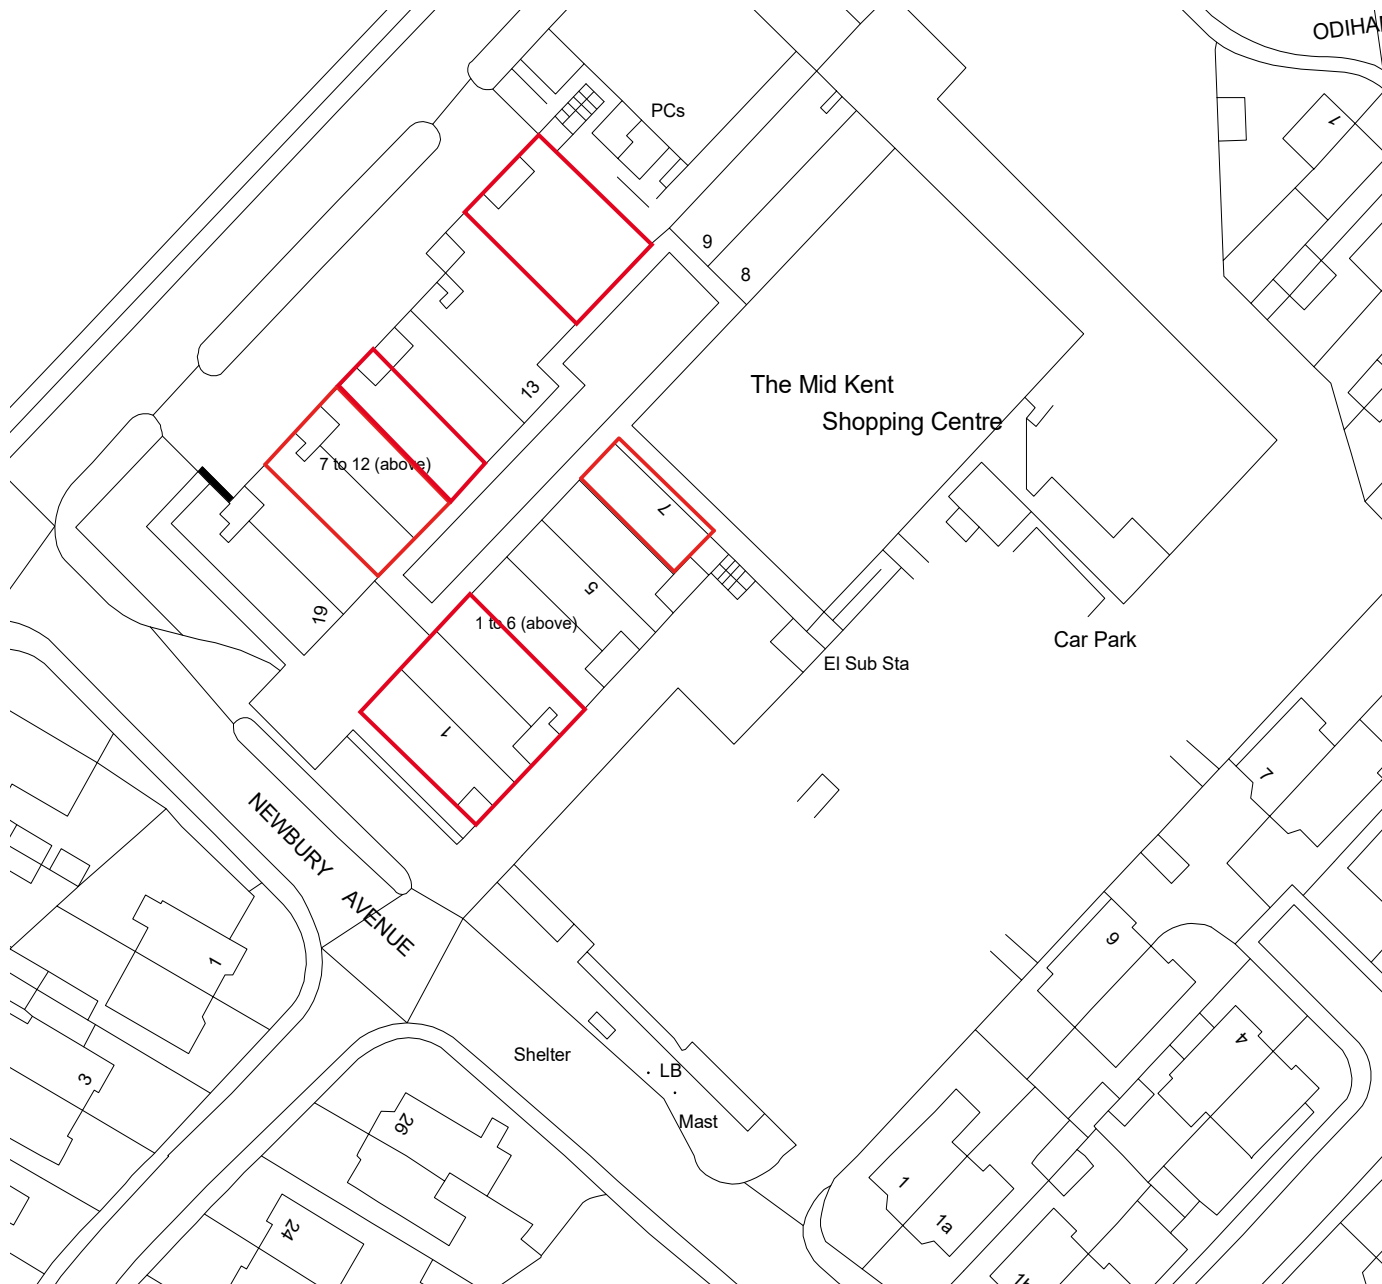 ODIHA
PCs
1
9
8
The Mid Kent
Shopping Centre
13
7 to 12 (above)
7
5
19
1 to 6 (above)
Car Park
El Sub Sta
1
7
NEWBURY AVENUE
1
9
3
Shelter
LB
4
Mast
26
1
1a
24